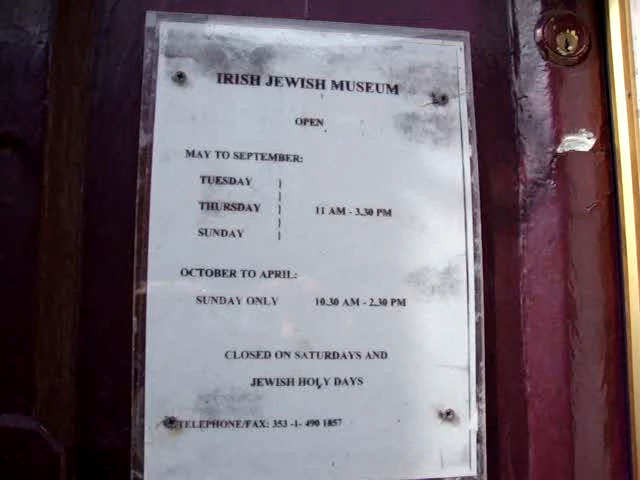 IRISH JEWISH MUSEUM
OPEN
MAY TO SEPTEMBER:
TUESDAY
THURSDAY 11 AM - 3.30 PM
SUNDAY
OCTOBER TO APRIL:
SUNDAY ONLY 10.30 AM - 2.30 PM
CLOSED ON SATURDAYS AND
JEWISH HOLY DAYS
TELEPHONE/FAX: 353 -1- 490 1857